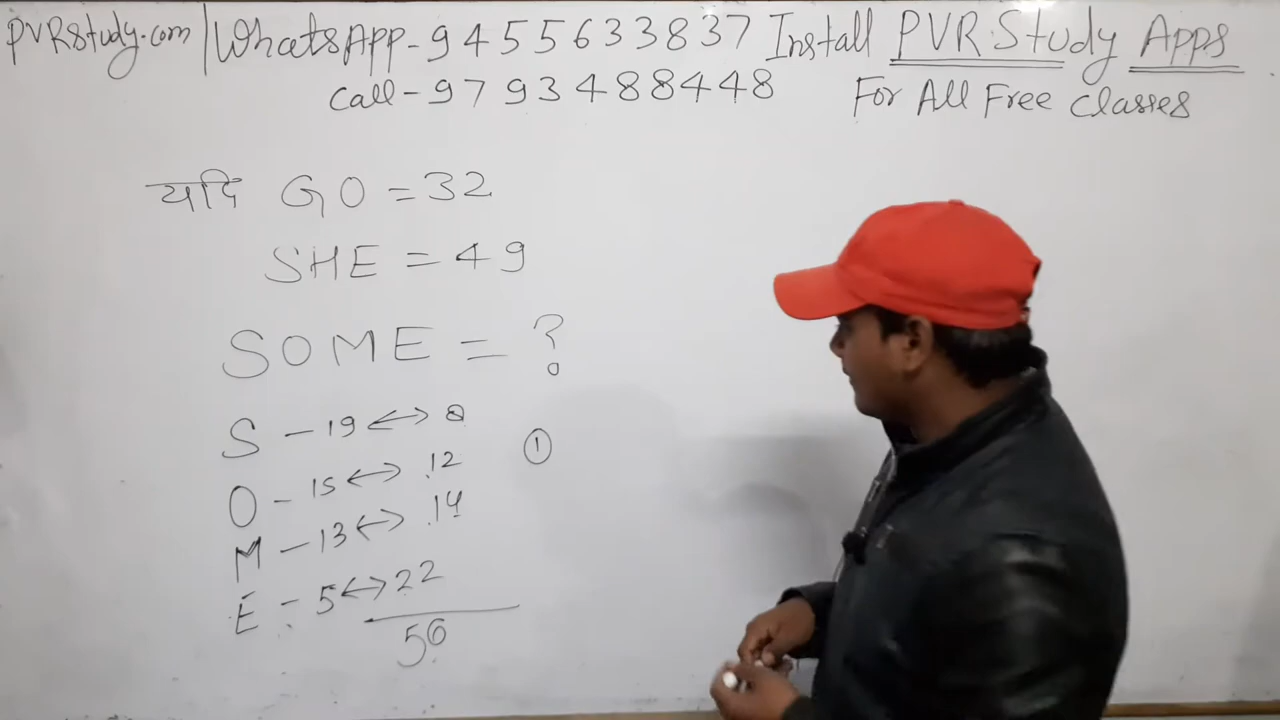 PVRStudy.com | WhatsApp-9455633837 Install PVR Study Apps
Call-9793488448 For All Free Classes
यदि GO = 32
SHE = 49
SOME = ?
S - 19 ↔ 8
O - 15 ↔ 12
M - 13 ↔ 14
E - 5 ↔ 22
56
①